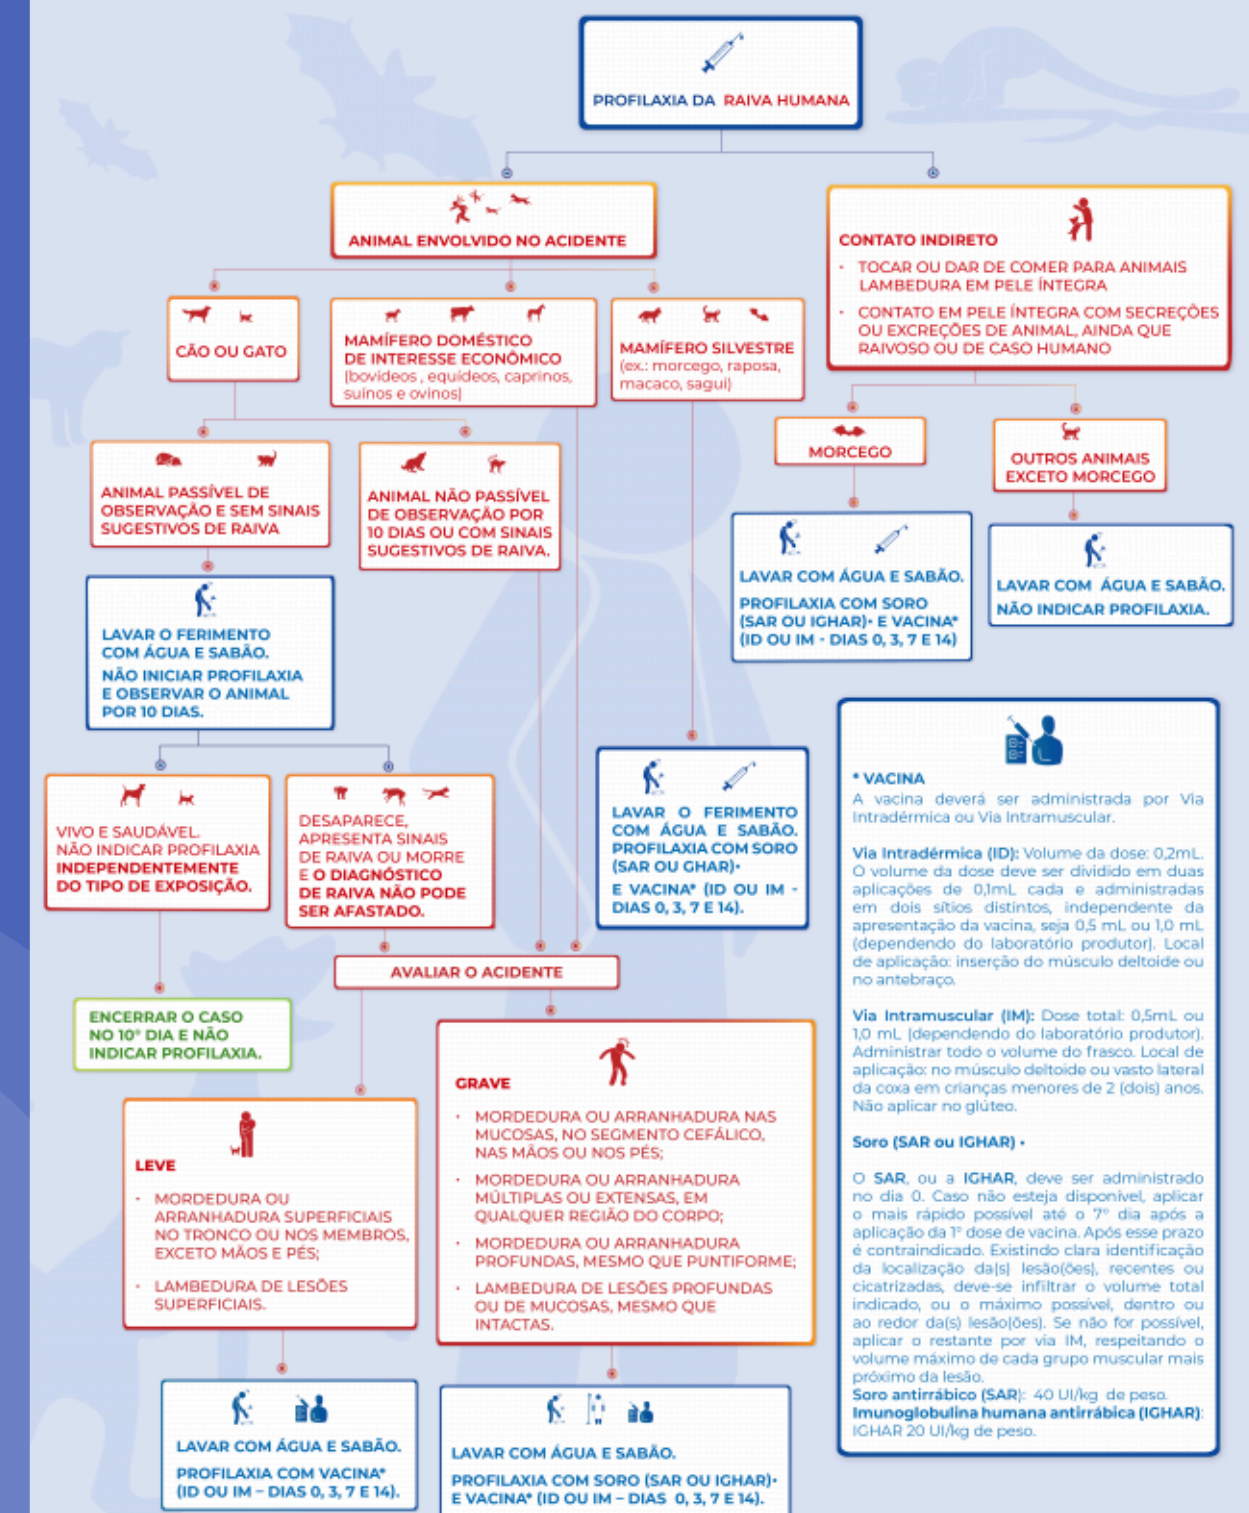 PROFILAXIA DA RAIVA HUMANA
ANIMAL ENVOLVIDO NO ACIDENTE
CONTATO INDIRETO
• TOCAR OU DAR DE COMER PARA ANIMAIS
LAMBEDURA EM PELE ÍNTEGRA
• CONTATO EM PELE ÍNTEGRA COM SECREÇÕES
OU EXCREÇÕES DE ANIMAL, AINDA QUE
RAIVOSO OU DE CASO HUMANO
CÃO OU GATO
MAMÍFERO DOMÉSTICO
DE INTERESSE ECONÔMICO
(bovídeos , equídeos, caprinos,
suínos e ovinos)
MAMÍFERO SILVESTRE
(ex.: morcego, raposa,
macaco, sagui)
MORCEGO
OUTROS ANIMAIS
EXCETO MORCEGO
ANIMAL PASSÍVEL DE
OBSERVAÇÃO E SEM SINAIS
SUGESTIVOS DE RAIVA
ANIMAL NÃO PASSÍVEL
DE OBSERVAÇÃO POR
10 DIAS OU COM SINAIS
SUGESTIVOS DE RAIVA.
LAVAR COM ÁGUA E SABÃO.
PROFILAXIA COM SORO
(SAR OU IGHAR)• E VACINA*
(ID OU IM - DIAS 0, 3, 7 E 14)
LAVAR COM ÁGUA E SABÃO.
NÃO INDICAR PROFILAXIA.
LAVAR O FERIMENTO
COM ÁGUA E SABÃO.
NÃO INICIAR PROFILAXIA
E OBSERVAR O ANIMAL
POR 10 DIAS.
VIVO E SAUDÁVEL.
NÃO INDICAR PROFILAXIA
INDEPENDENTEMENTE
DO TIPO DE EXPOSIÇÃO.
DESAPARECE,
APRESENTA SINAIS
DE RAIVA OU MORRE
E O DIAGNÓSTICO
DE RAIVA NÃO PODE
SER AFASTADO.
LAVAR O FERIMENTO
COM ÁGUA E SABÃO.
PROFILAXIA COM SORO
(SAR OU GHAR)•
E VACINA* (ID OU IM -
DIAS 0, 3, 7 E 14).
AVALIAR O ACIDENTE
ENCERRAR O CASO
NO 10º DIA E NÃO
INDICAR PROFILAXIA.
LEVE
• MORDEDURA OU
ARRANHADURA SUPERFICIAIS
NO TRONCO OU NOS MEMBROS,
EXCETO MÃOS E PÉS;
• LAMBEDURA DE LESÕES
SUPERFICIAIS.
GRAVE
• MORDEDURA OU ARRANHADURA NAS
MUCOSAS, NO SEGMENTO CEFÁLICO,
NAS MÃOS OU NOS PÉS;
• MORDEDURA OU ARRANHADURA
MÚLTIPLAS OU EXTENSAS, EM
QUALQUER REGIÃO DO CORPO;
• MORDEDURA OU ARRANHADURA
PROFUNDAS, MESMO QUE PUNTIFORME;
• LAMBEDURA DE LESÕES PROFUNDAS
OU DE MUCOSAS, MESMO QUE
INTACTAS.
LAVAR COM ÁGUA E SABÃO.
PROFILAXIA COM VACINA*
(ID OU IM – DIAS 0, 3, 7 E 14).
LAVAR COM ÁGUA E SABÃO.
PROFILAXIA COM SORO (SAR OU IGHAR)•
E VACINA* (ID OU IM – DIAS 0, 3, 7 E 14).
* VACINA
A vacina deverá ser administrada por Via
Intradérmica ou Via Intramuscular.
Via Intradérmica (ID): Volume da dose: 0,2mL.
O volume da dose deve ser dividido em duas
aplicações de 0,1mL cada e administradas
em dois sítios distintos, independente da
apresentação da vacina, seja 0,5 mL ou 1,0 mL
(dependendo do laboratório produtor). Local
de aplicação: inserção do músculo deltoide ou
no antebraço.
Via Intramuscular (IM): Dose total: 0,5mL ou
1,0 mL (dependendo do laboratório produtor).
Administrar todo o volume do frasco. Local de
aplicação: no músculo deltoide ou vasto lateral
da coxa em crianças menores de 2 (dois) anos.
Não aplicar no glúteo.
Soro (SAR ou IGHAR) •
O SAR, ou a IGHAR, deve ser administrado
no dia 0. Caso não esteja disponível, aplicar
o mais rápido possível até o 7º dia após a
aplicação da 1ª dose de vacina. Após esse prazo
é contraindicado. Existindo clara identificação
da localização da(s) lesão(ões), recentes ou
cicatrizadas, deve-se infiltrar o volume total
indicado, ou o máximo possível, dentro ou
ao redor da(s) lesão(ões). Se não for possível,
aplicar o restante por via IM, respeitando o
volume máximo de cada grupo muscular mais
próximo da lesão.
Soro antirrábico (SAR): 40 UI/kg de peso.
Imunoglobulina humana antirrábica (IGHAR):
IGHAR 20 UI/kg de peso.